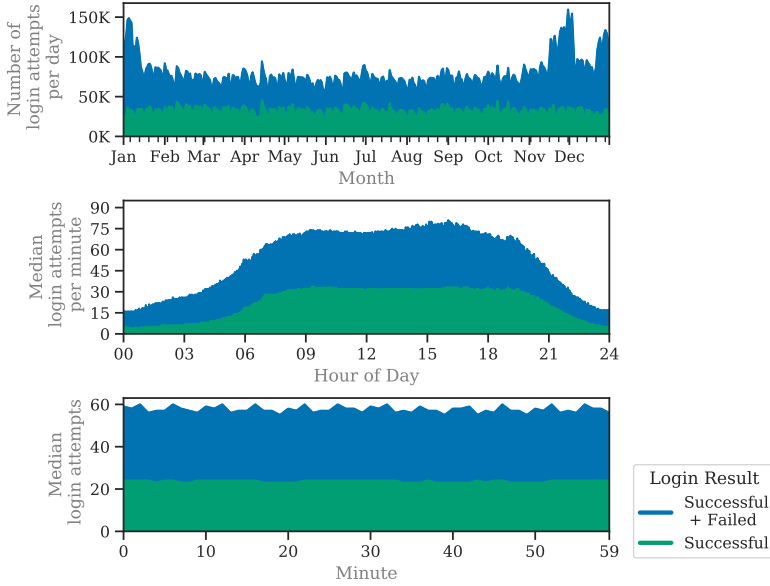 Number of
login attempts
per day
150K
100K
50K
0K
Jan Feb Mar Apr May Jun Jul Aug Sep Oct Nov Dec
Month
Median
login attempts
per minute
90
75
60
45
30
15
0
00 03 06 09 12 15 18 21 24
Hour of Day
Median
login attempts
60
40
20
0
0 10 20 30 40 50 59
Minute
Login Result
Successful
+ Failed
Successful